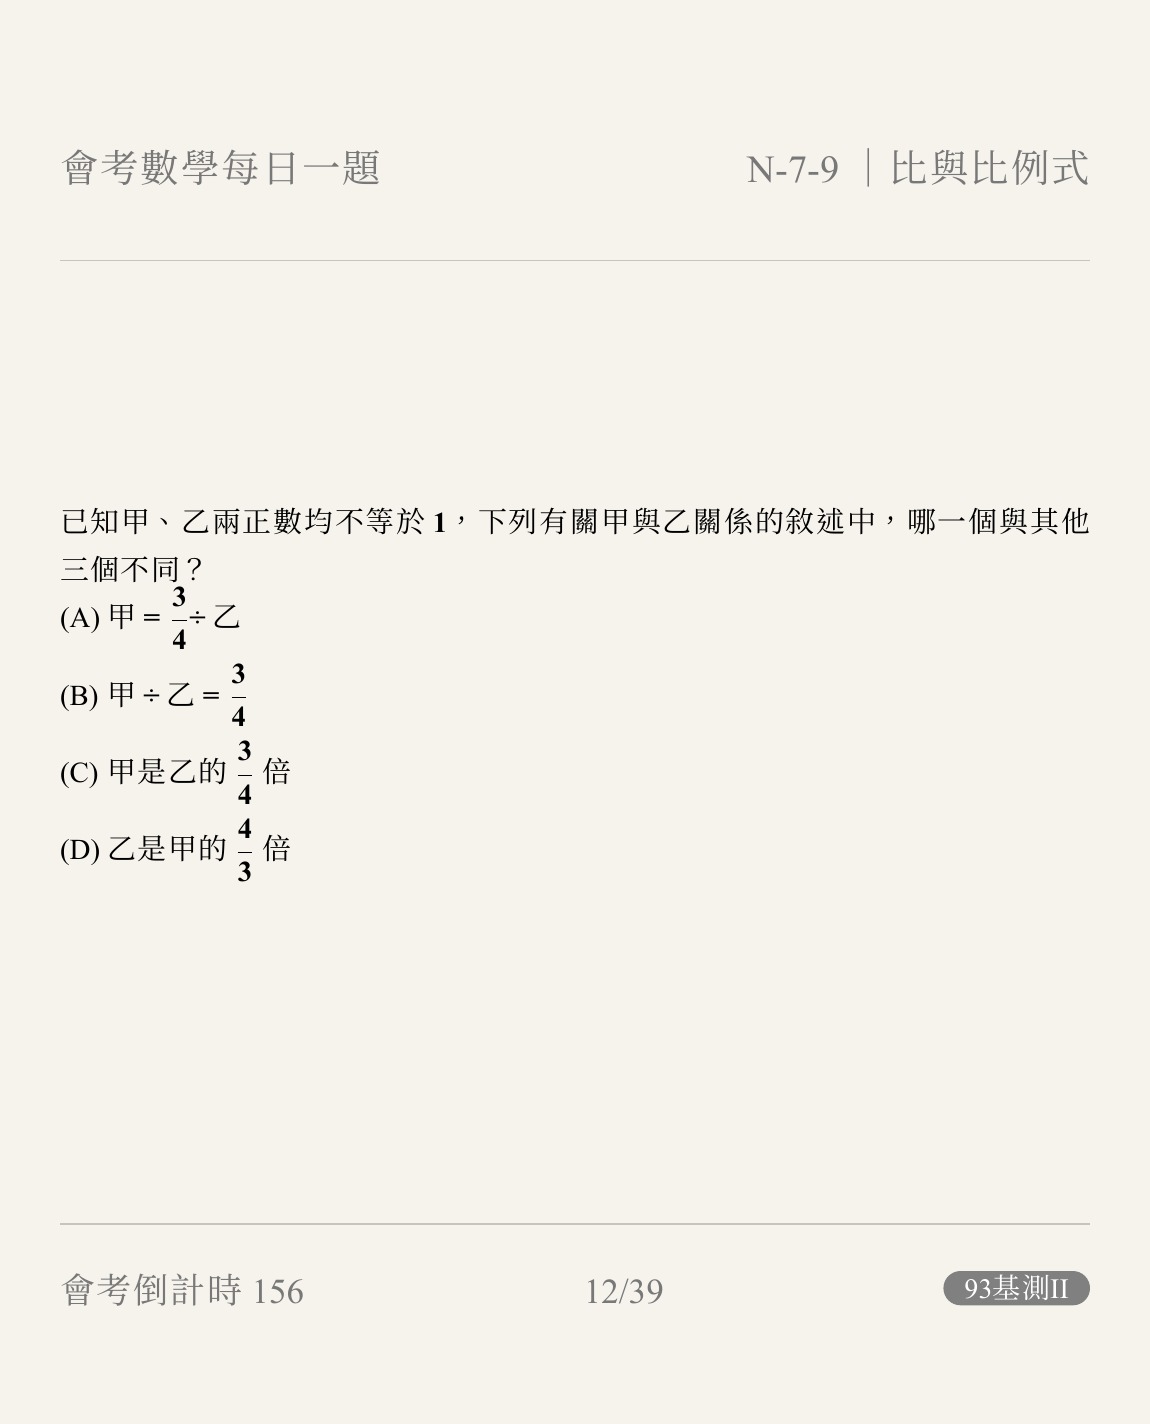 會考數學每日一題
N-7-9｜比與比例式
已知甲、乙兩正數均不等於 1，下列有關甲與乙關係的敘述中，哪一個與其他
三個不同？
(A) 甲 = 3/4 ÷ 乙
(B) 甲 ÷ 乙 = 3/4
(C) 甲是乙的 3/4 倍
(D) 乙是甲的 4/3 倍
會考倒計時 156
12/39
93基測II